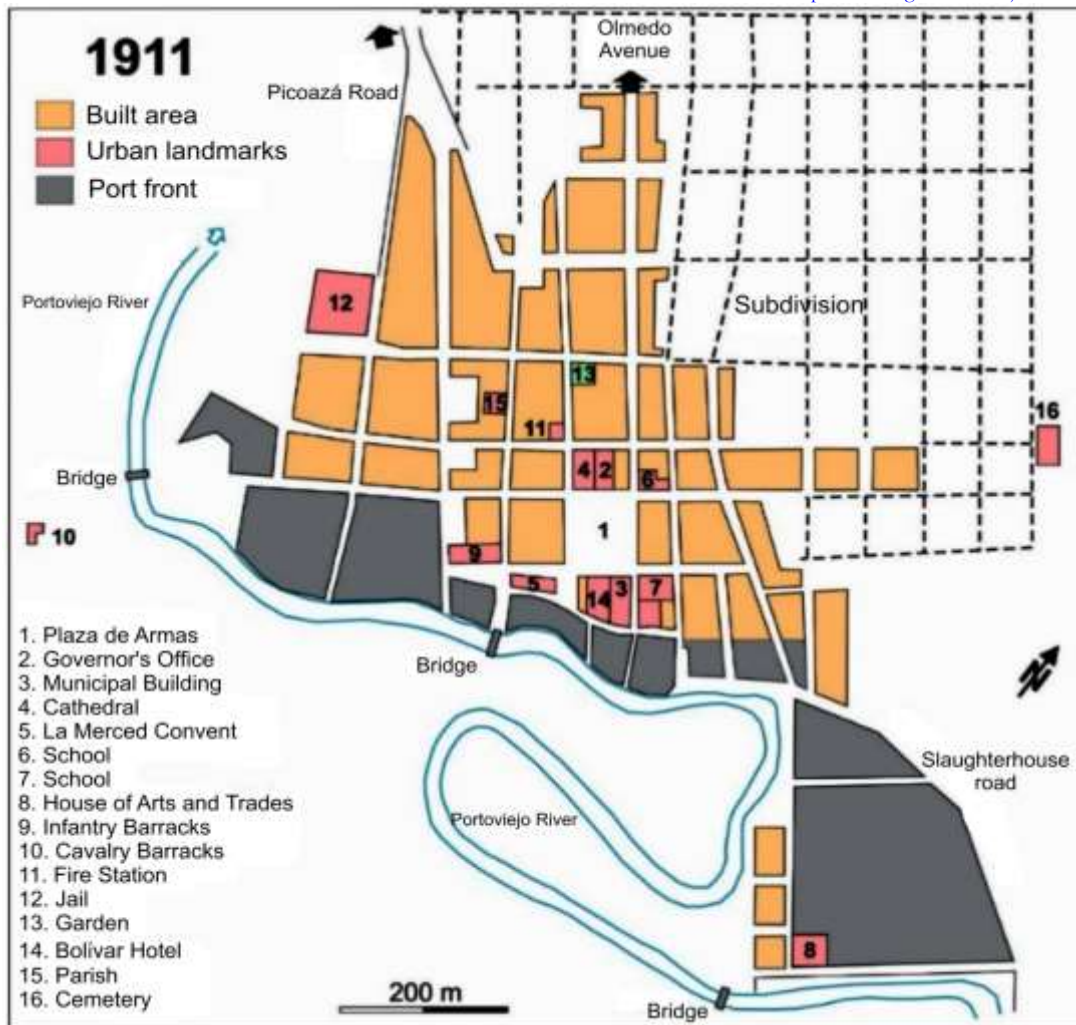 1911
Built area
Urban landmarks
Port front
Picoazá Road
Olmedo
Avenue
Portoviejo River
12
Subdivision
13
15
11
16
4 2
6
Bridge
10
1
9
5
14 3 7
Bridge
N
1. Plaza de Armas
2. Governor's Office
3. Municipal Building
4. Cathedral
5. La Merced Convent
6. School
7. School
8. House of Arts and Trades
9. Infantry Barracks
10. Cavalry Barracks
11. Fire Station
12. Jail
13. Garden
14. Bolívar Hotel
15. Parish
16. Cemetery
Slaughterhouse
road
Portoviejo River
8
200 m
Bridge